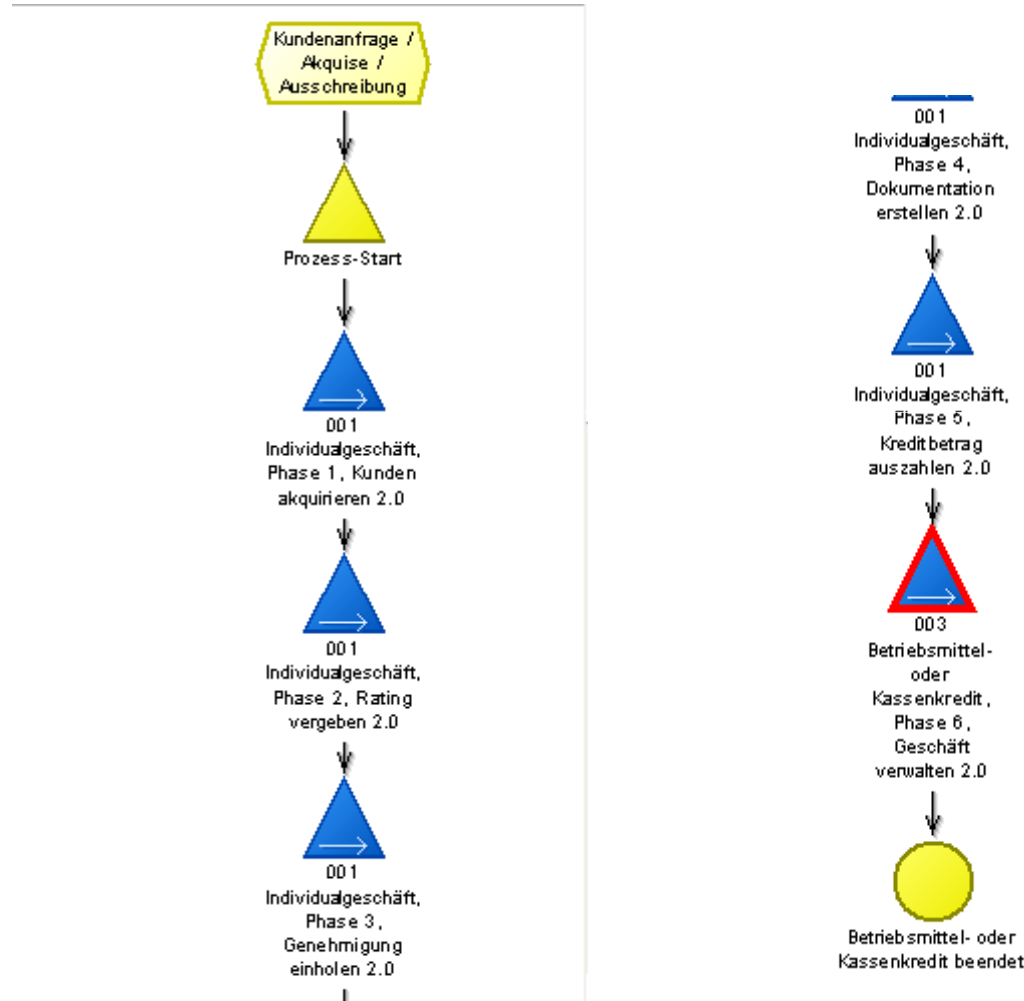 Kundenanfrage /
Akquise /
Ausschreibung
Prozess-Start
001
Individualgeschäft,
Phase 1, Kunden
akquirieren 2.0
001
Individualgeschäft,
Phase 2, Rating
vergeben 2.0
001
Individualgeschäft,
Phase 3,
Genehmigung
einholen 2.0
001
Individualgeschäft,
Phase 4,
Dokumentation
erstellen 2.0
001
Individualgeschäft,
Phase 5,
Kreditbetrag
auszahlen 2.0
003
Betriebsmittel-
oder
Kassenkredit,
Phase 6,
Geschäft
verwalten 2.0
Betriebsmittel- oder
Kassenkredit beendet